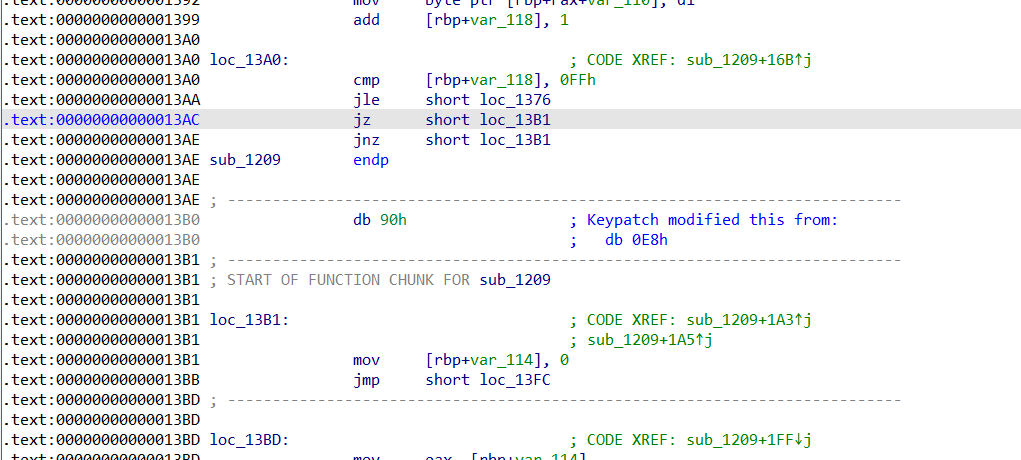 .text:0000000000001392 mov byte ptr [rbp+rax+var_110], dl
.text:0000000000001399 add [rbp+var_118], 1
.text:00000000000013A0
.text:00000000000013A0 loc_13A0: ; CODE XREF: sub_1209+16B↑j
.text:00000000000013A0 cmp [rbp+var_118], 0FFh
.text:00000000000013AA jle short loc_1376
.text:00000000000013AC jz short loc_13B1
.text:00000000000013AE jnz short loc_13B1
.text:00000000000013AE sub_1209 endp
.text:00000000000013AE
.text:00000000000013AE ; ---------------------------------------------------------------------------
.text:00000000000013B0 db 90h ; Keypatch modified this from:
.text:00000000000013B0 ; db 0E8h
.text:00000000000013B1 ; ---------------------------------------------------------------------------
.text:00000000000013B1 ; START OF FUNCTION CHUNK FOR sub_1209
.text:00000000000013B1
.text:00000000000013B1 loc_13B1: ; CODE XREF: sub_1209+1A3↑j
.text:00000000000013B1 ; sub_1209+1A5↑j
.text:00000000000013B1 mov [rbp+var_114], 0
.text:00000000000013BB jmp short loc_13FC
.text:00000000000013BD ; ---------------------------------------------------------------------------
.text:00000000000013BD
.text:00000000000013BD loc_13BD: ; CODE XREF: sub_1209+1FF↓j
.text:00000000000013BD mov eax, [rbp+var_114]